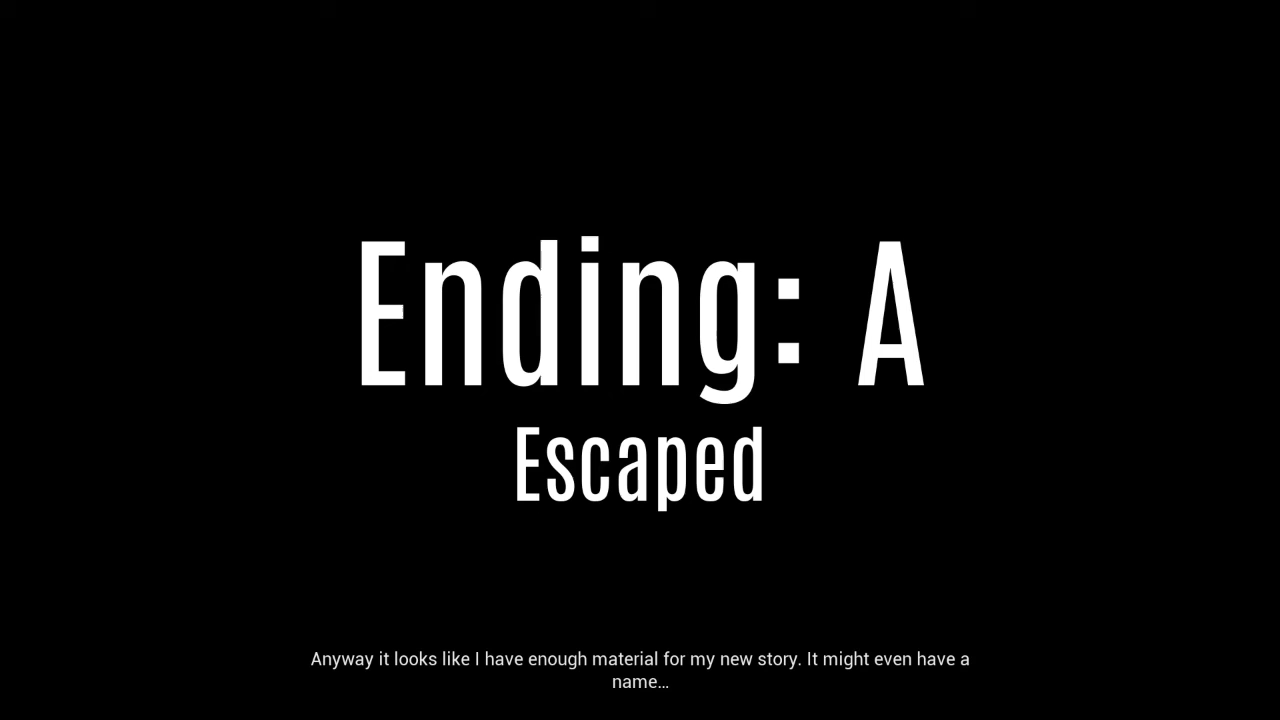 Ending: A
Escaped
Anyway it looks like I have enough material for my new story. It might even have a
name...